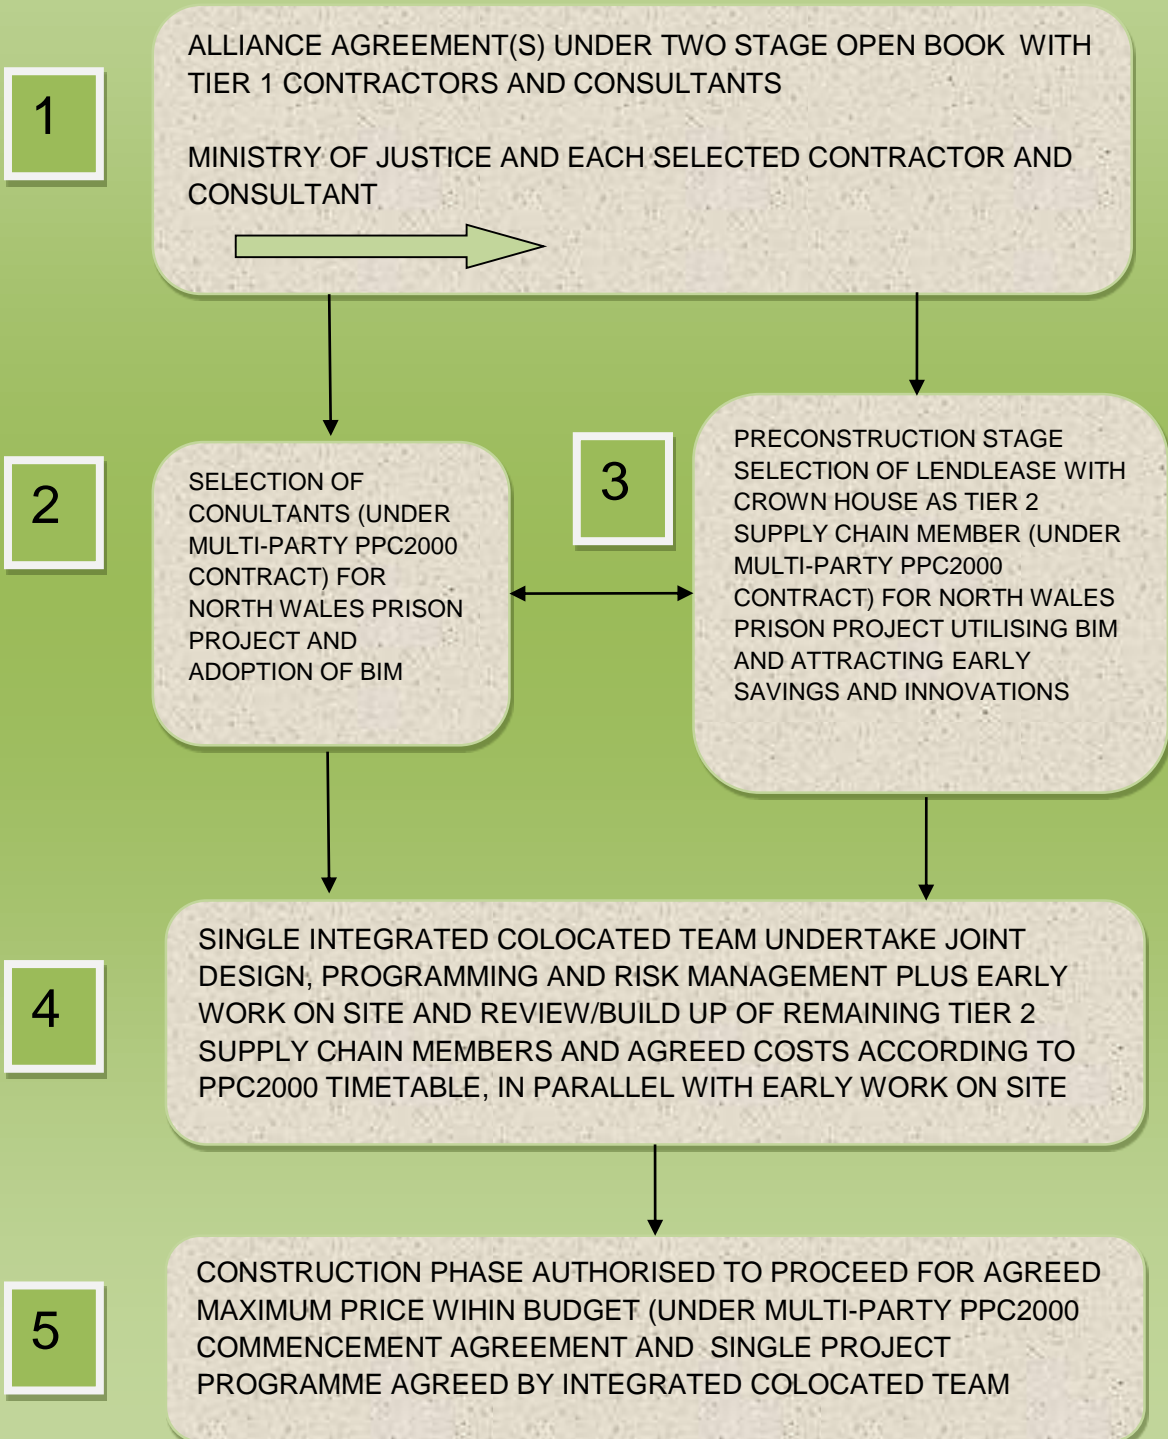 1
ALLIANCE AGREEMENT(S) UNDER TWO STAGE OPEN BOOK WITH
TIER 1 CONTRACTORS AND CONSULTANTS
MINISTRY OF JUSTICE AND EACH SELECTED CONTRACTOR AND
CONSULTANT
2
SELECTION OF
CONULTANTS (UNDER
MULTI-PARTY PPC2000
CONTRACT) FOR
NORTH WALES PRISON
PROJECT AND
ADOPTION OF BIM
3
PRECONSTRUCTION STAGE
SELECTION OF LENDLEASE WITH
CROWN HOUSE AS TIER 2
SUPPLY CHAIN MEMBER (UNDER
MULTI-PARTY PPC2000
CONTRACT) FOR NORTH WALES
PRISON PROJECT UTILISING BIM
AND ATTRACTING EARLY
SAVINGS AND INNOVATIONS
4
SINGLE INTEGRATED COLOCATED TEAM UNDERTAKE JOINT
DESIGN, PROGRAMMING AND RISK MANAGEMENT PLUS EARLY
WORK ON SITE AND REVIEW/BUILD UP OF REMAINING TIER 2
SUPPLY CHAIN MEMBERS AND AGREED COSTS ACCORDING TO
PPC2000 TIMETABLE, IN PARALLEL WITH EARLY WORK ON SITE
5
CONSTRUCTION PHASE AUTHORISED TO PROCEED FOR AGREED
MAXIMUM PRICE WIHIN BUDGET (UNDER MULTI-PARTY PPC2000
COMMENCEMENT AGREEMENT AND SINGLE PROJECT
PROGRAMME AGREED BY INTEGRATED COLOCATED TEAM